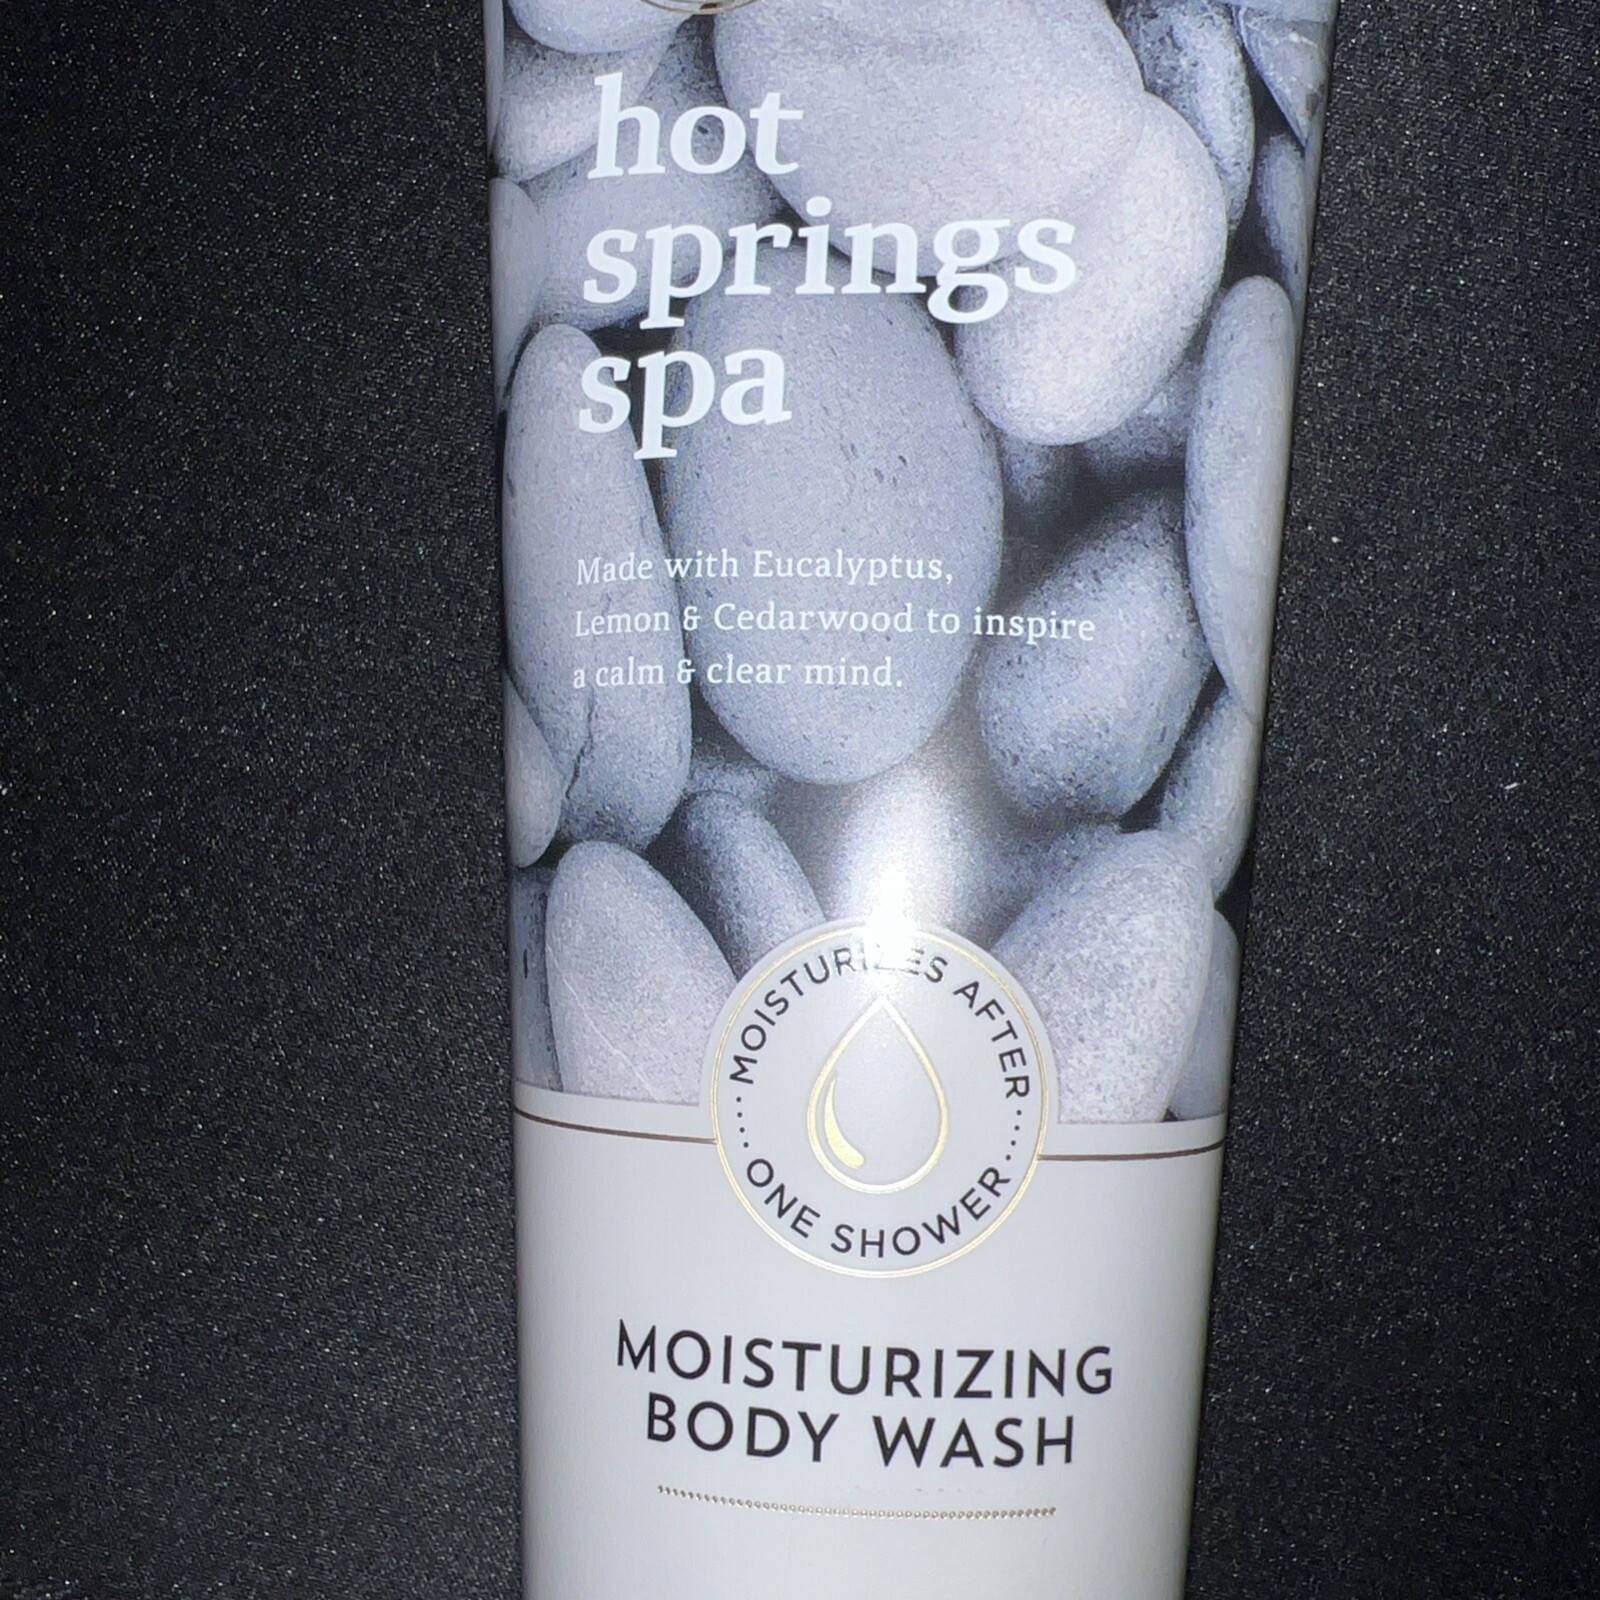 hot
springs
spa
Made with Eucalyptus,
Lemon & Cedarwood to inspire
a calm & clear mind.
MOISTURIZES AFTER
ONE SHOWER
MOISTURIZING
BODY WASH